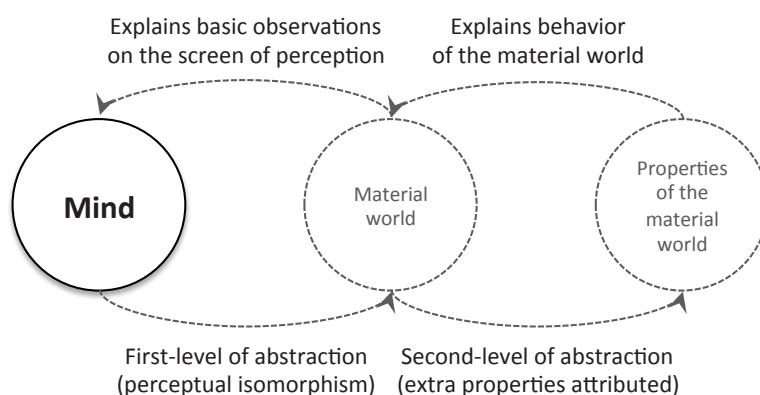 Explains basic observations
on the screen of perception
Explains behavior
of the material world
Mind
Material
world
Properties
of the
material
world
First-level of abstraction
(perceptual isomorphism)
Second-level of abstraction
(extra properties attributed)